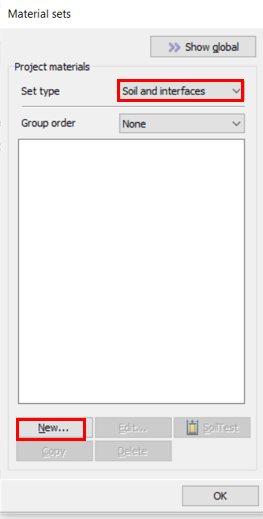 Material sets
Show global
Project materials
Set type Soil and interfaces
Group order None
New... Edit... SoilTest
Copy Delete
OK